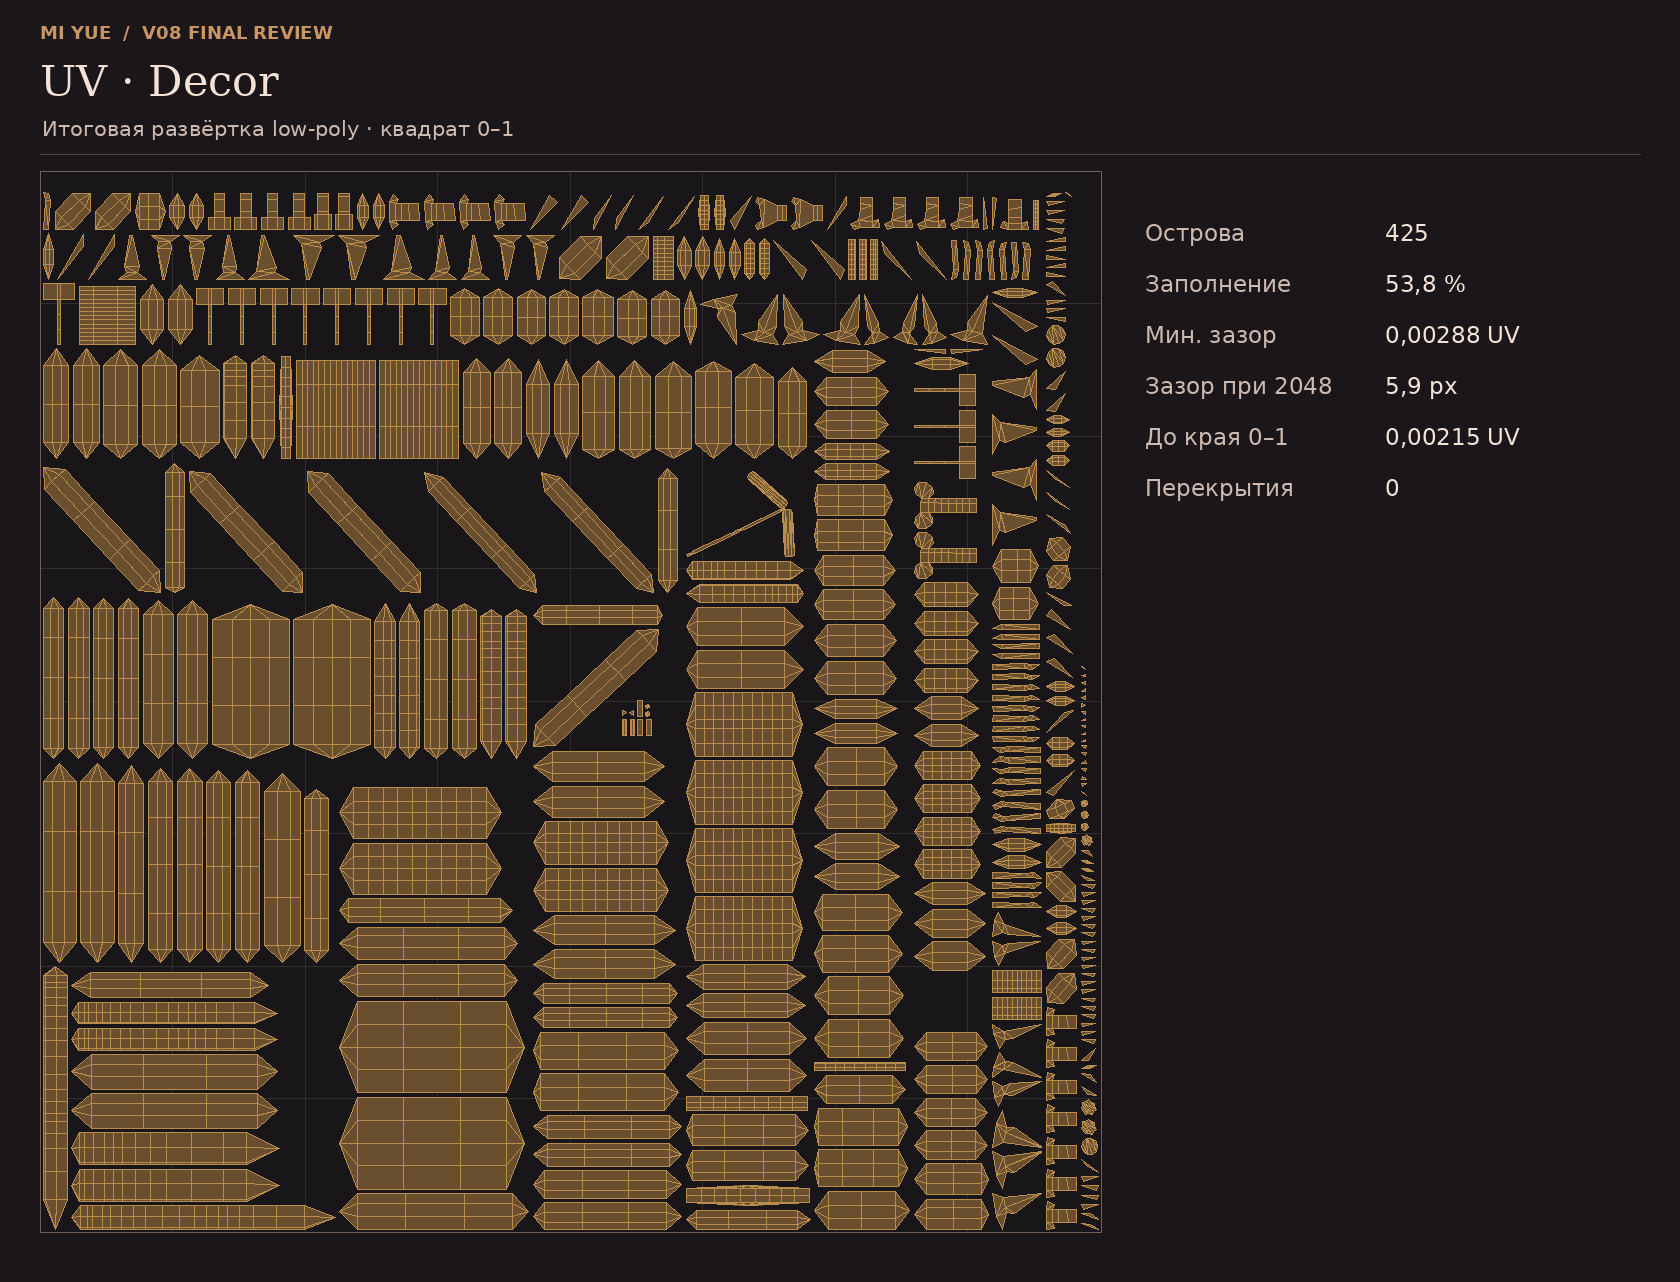 MI YUE / V08 FINAL REVIEW
UV · Decor
Итоговая развёртка low-poly · квадрат 0–1
Острова 425
Заполнение 53,8 %
Мин. зазор 0,00288 UV
Зазор при 2048 5,9 px
До края 0–1 0,00215 UV
Перекрытия 0